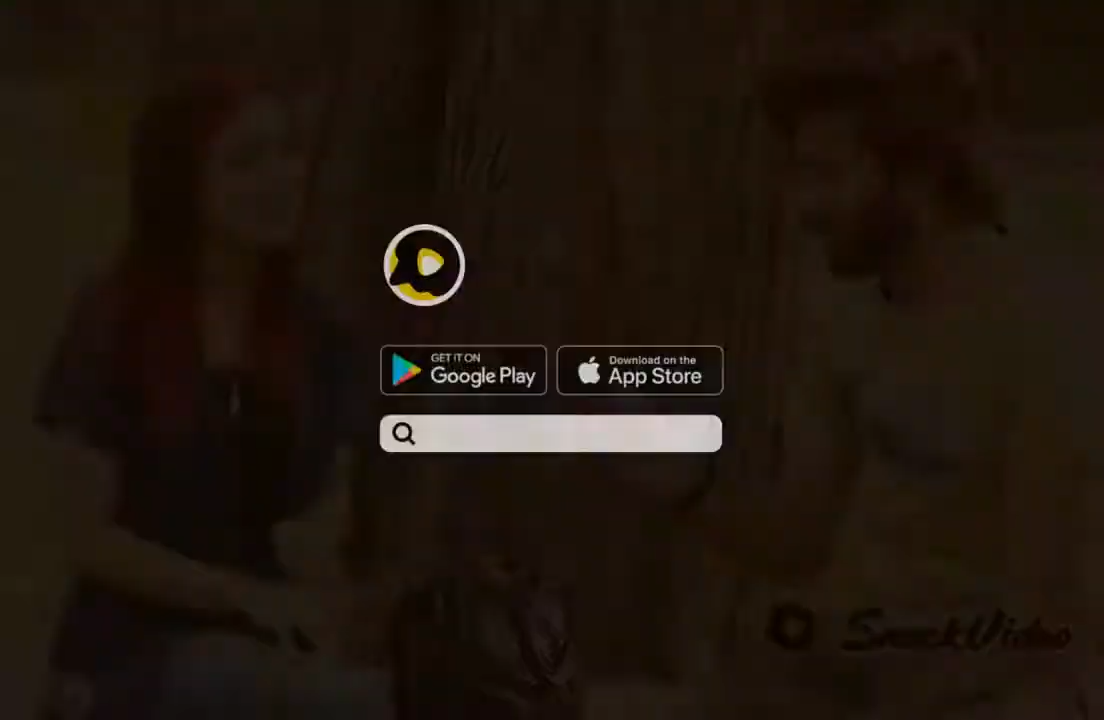 GET IT ON
Google Play
Download on the
App Store
SnackVideo